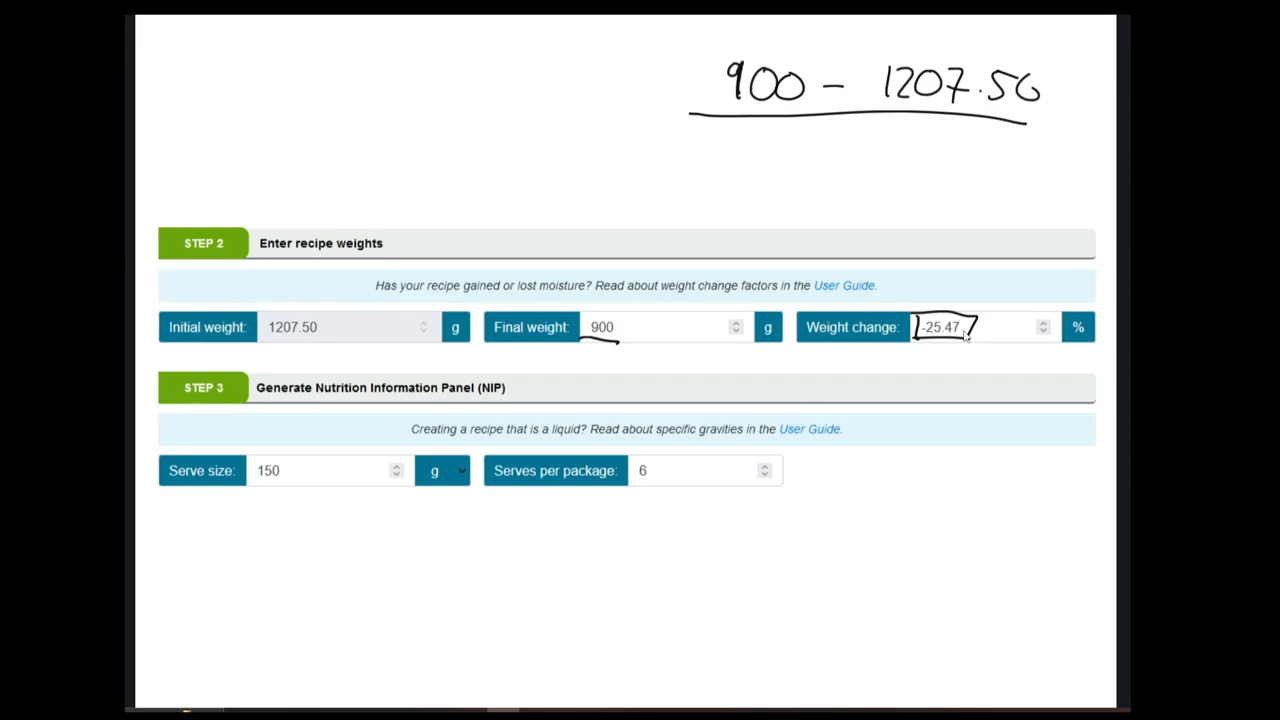 900 - 1207.50
STEP 2 Enter recipe weights
Has your recipe gained or lost moisture? Read about weight change factors in the User Guide.
Initial weight: 1207.50 g Final weight: 900 g Weight change: -25.47 %
STEP 3 Generate Nutrition Information Panel (NIP)
Creating a recipe that is a liquid? Read about specific gravities in the User Guide.
Serve size: 150 g Serves per package: 6